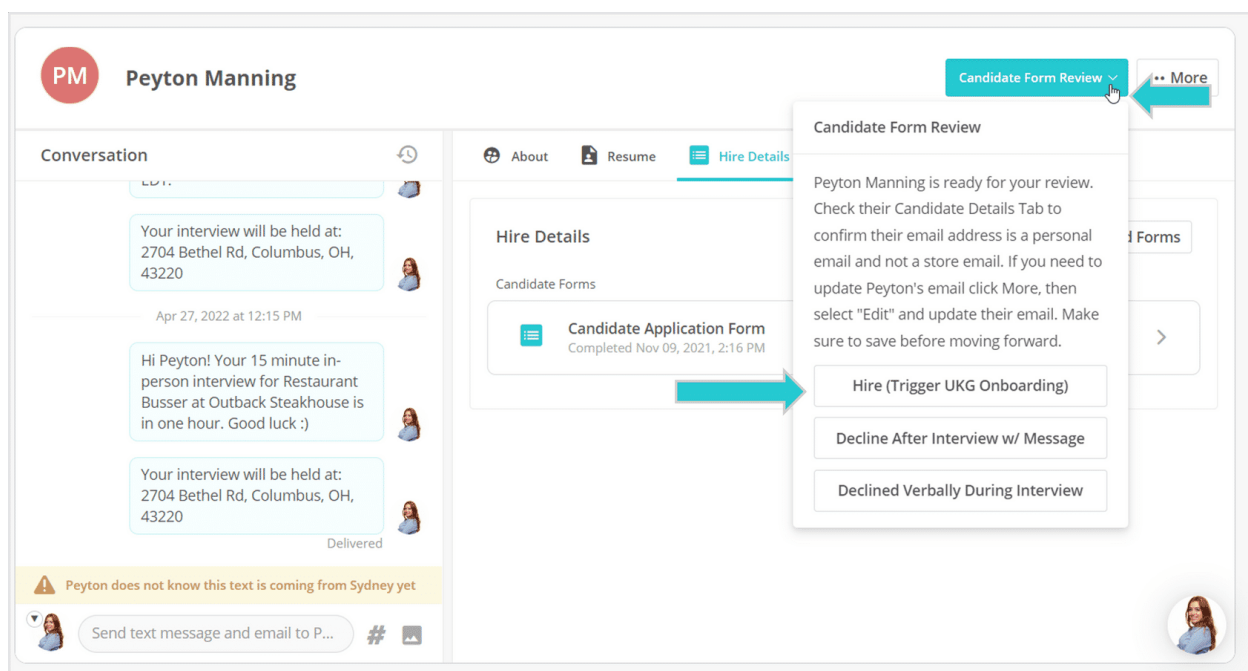 PM
Peyton Manning
Candidate Form Review
More
Conversation
About
Resume
Hire Details
EDT.
Your interview will be held at:
2704 Bethel Rd, Columbus, OH,
43220
Apr 27, 2022 at 12:15 PM
Hi Peyton! Your 15 minute in-
person interview for Restaurant
Busser at Outback Steakhouse is
in one hour. Good luck :)
Your interview will be held at:
2704 Bethel Rd, Columbus, OH,
43220
Delivered
Peyton does not know this text is coming from Sydney yet
Send text message and email to P...
#
Hire Details
Forms
Candidate Forms
Candidate Application Form
Completed Nov 09, 2021, 2:16 PM
Candidate Form Review
Peyton Manning is ready for your review.
Check their Candidate Details Tab to
confirm their email address is a personal
email and not a store email. If you need to
update Peyton's email click More, then
select "Edit" and update their email. Make
sure to save before moving forward.
Hire (Trigger UKG Onboarding)
Decline After Interview w/ Message
Declined Verbally During Interview